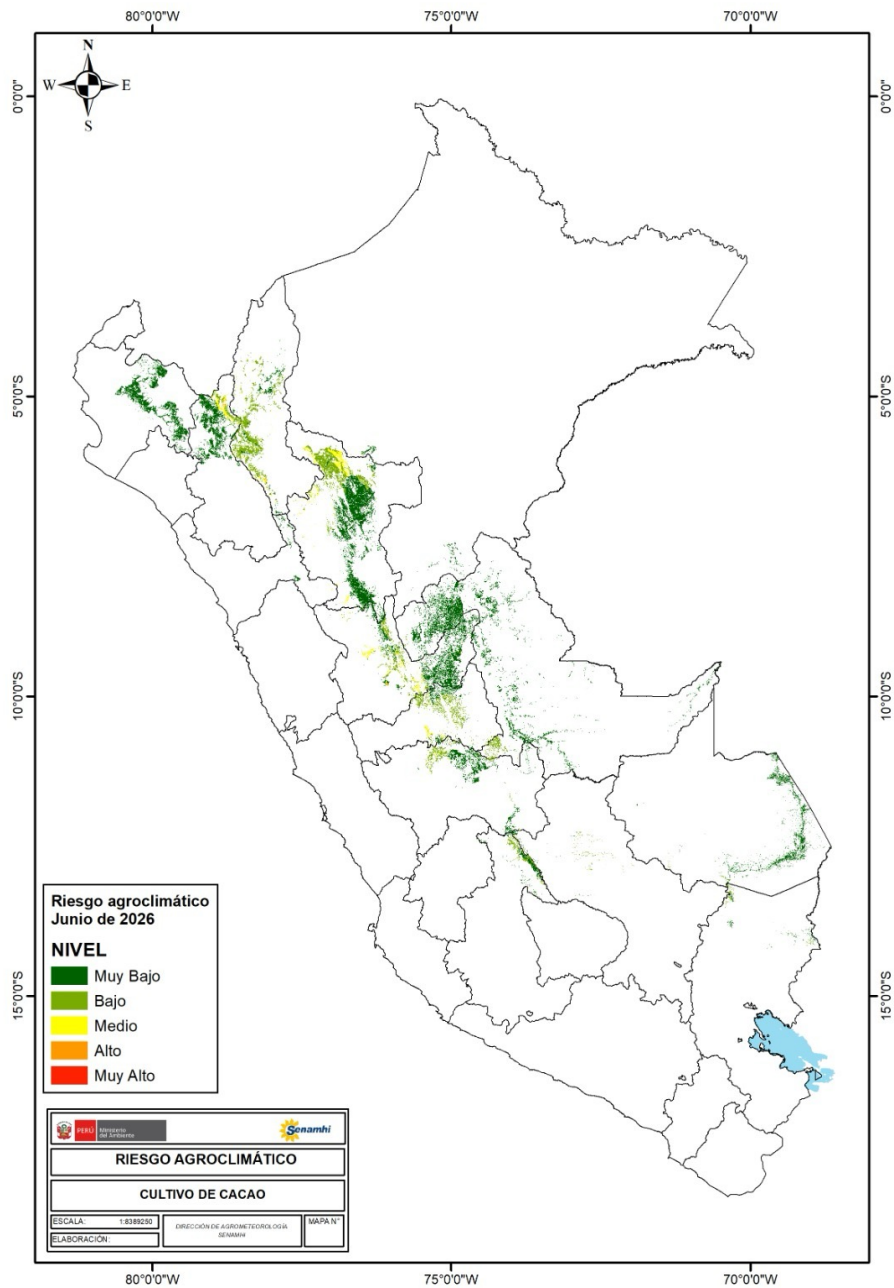 80°0'0"W 75°0'0"W 70°0'0"W
N
W E
S
0°0'0" 0°0'0"
5°0'0"S 5°0'0"S
10°0'0"S 10°0'0"S
15°0'0"S 15°0'0"S
Riesgo agroclimático
Junio de 2026
NIVEL
Muy Bajo
Bajo
Medio
Alto
Muy Alto
PERÚ Ministerio del Ambiente Senamhi
RIESGO AGROCLIMÁTICO
CULTIVO DE CACAO
ESCALA: 1:8389250
DIRECCIÓN DE AGROMETEOROLOGÍA
SENAMHI
MAPA N°
ELABORACIÓN:
80°0'0"W 75°0'0"W 70°0'0"W